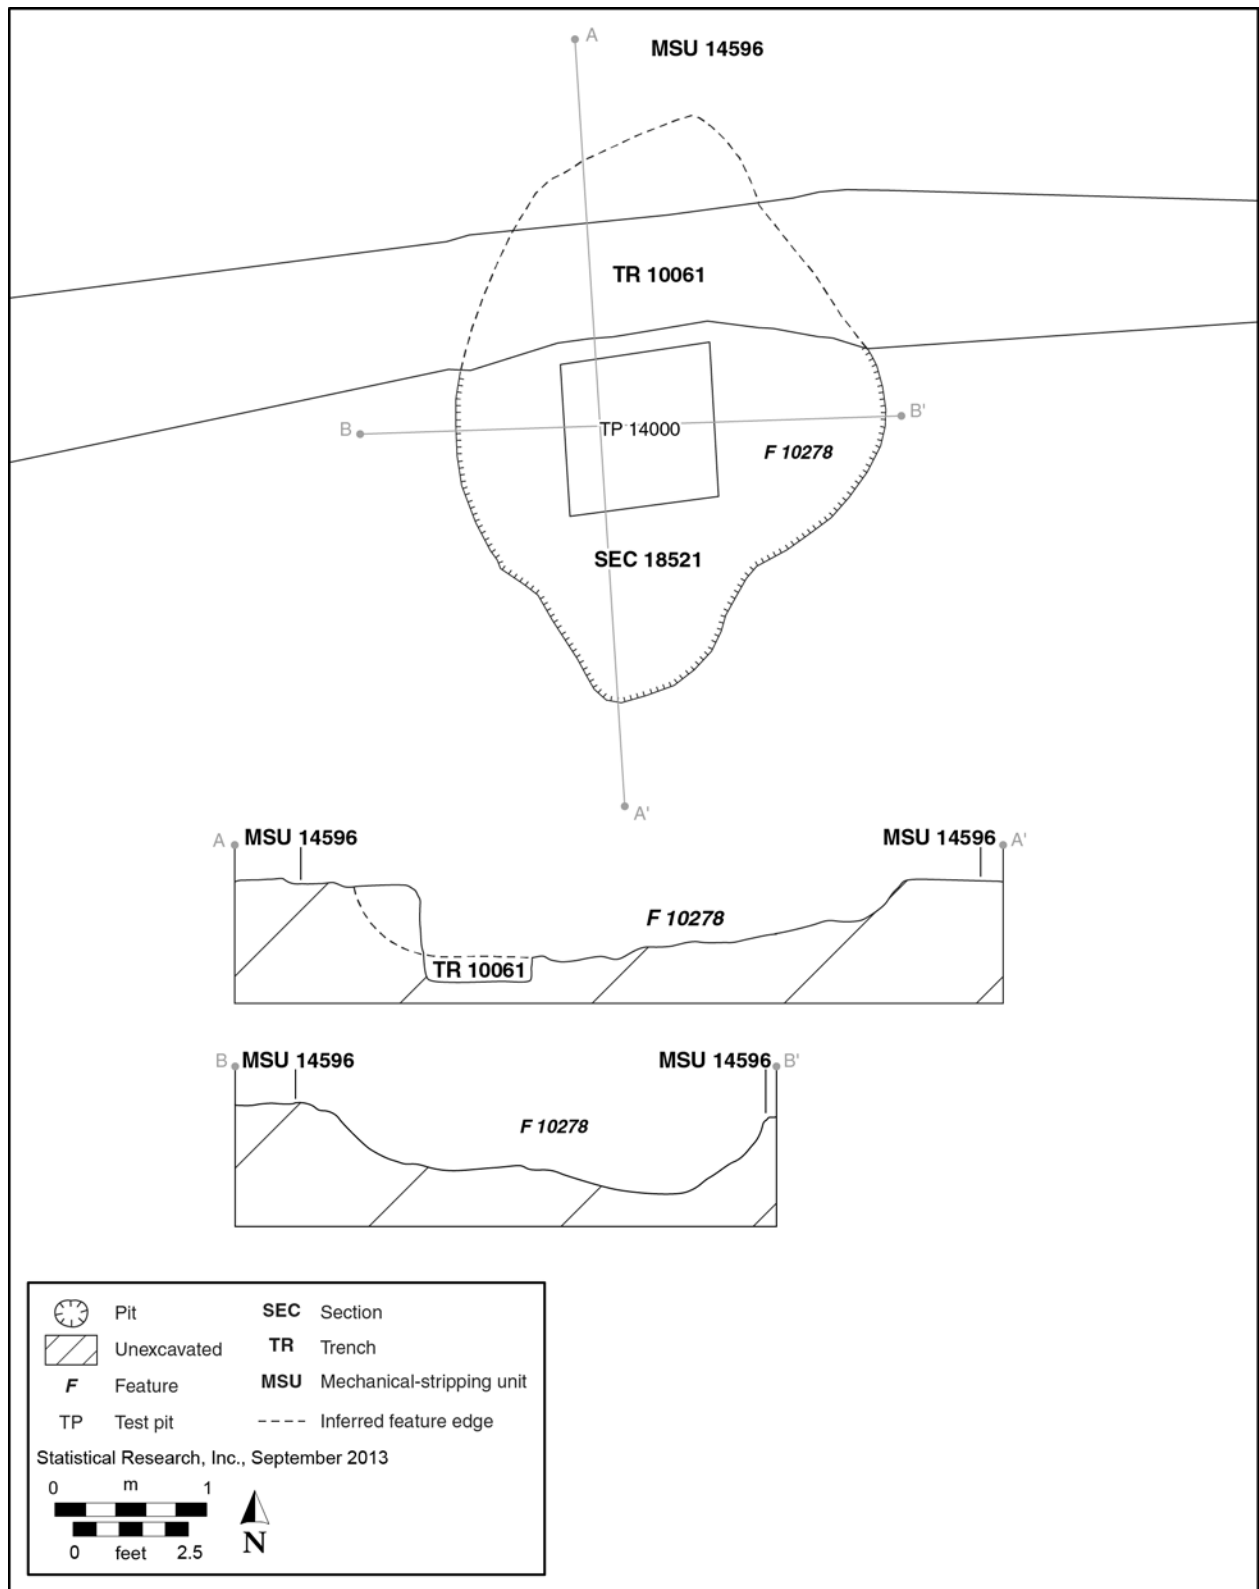 A
MSU 14596
TR 10061
B
TP 14000
B'
F 10278
SEC 18521
A'
A MSU 14596 MSU 14596 A'
F 10278
TR 10061
B MSU 14596 MSU 14596 B'
F 10278
Pit SEC Section
Unexcavated TR Trench
F Feature MSU Mechanical-stripping unit
TP Test pit Inferred feature edge
Statistical Research, Inc., September 2013
0 m 1
0 feet 2.5
N